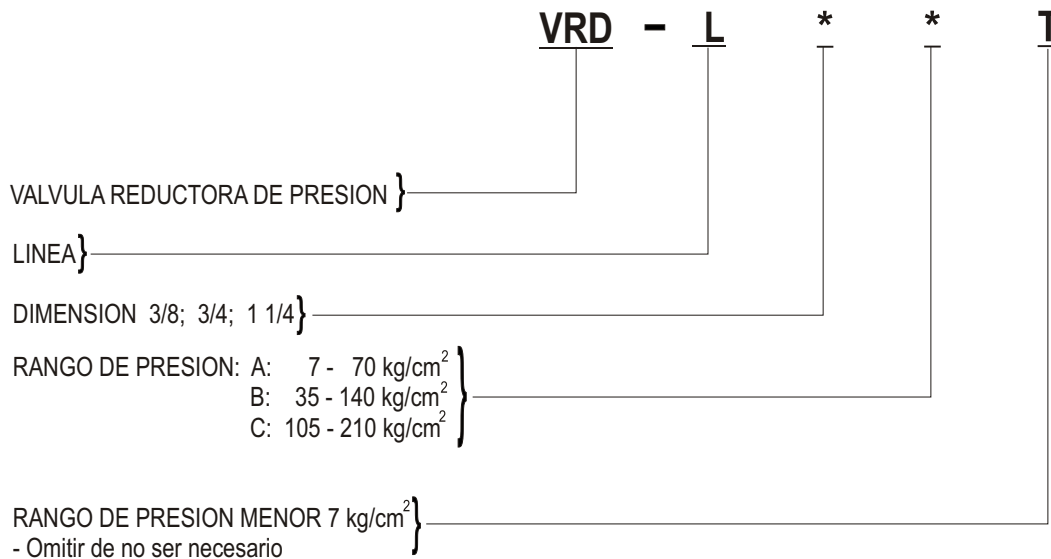 VRD - L * * T
VALVULA REDUCTORA DE PRESION }
LINEA}
DIMENSION 3/8; 3/4; 1 1/4}
RANGO DE PRESION: A: 7 - 70 kg/cm²
B: 35 - 140 kg/cm²
C: 105 - 210 kg/cm²
RANGO DE PRESION MENOR 7 kg/cm²
- Omitir de no ser necesario